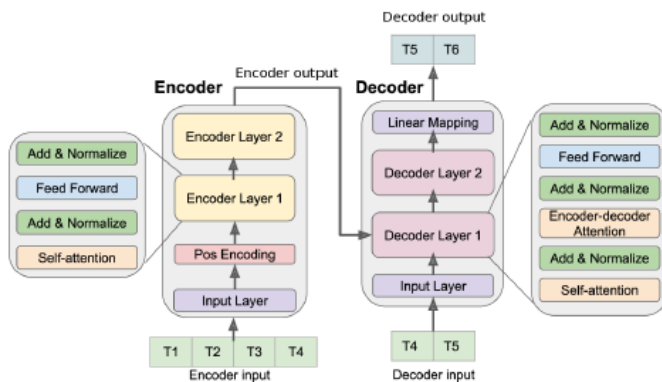 Decoder output
T5 T6
Encoder output
Encoder
Decoder
Encoder Layer 2
Encoder Layer 1
Pos Encoding
Input Layer
T1 T2 T3 T4
Encoder input
Add & Normalize
Feed Forward
Add & Normalize
Self-attention
Linear Mapping
Decoder Layer 2
Decoder Layer 1
Input Layer
T4 T5
Decoder input
Add & Normalize
Feed Forward
Add & Normalize
Encoder-decoder
Attention
Add & Normalize
Self-attention